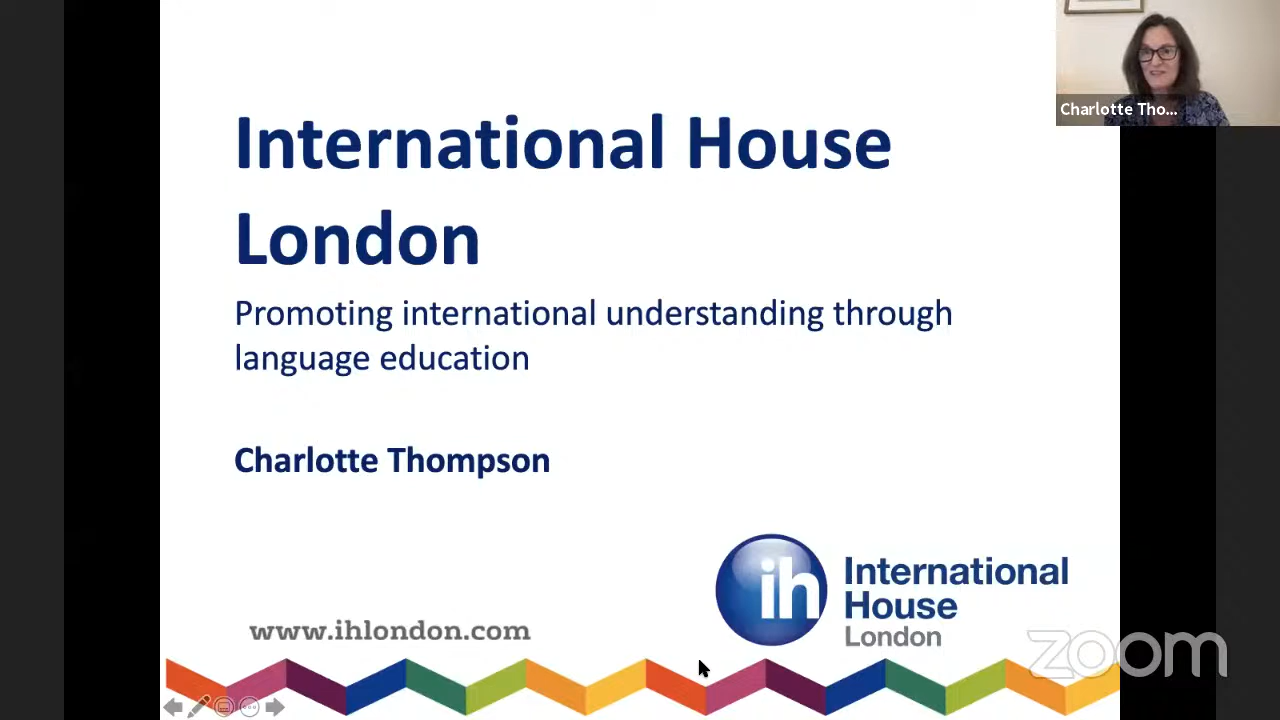 International House
London
Promoting international understanding through
language education
Charlotte Thompson
www.ihlondon.com
ih
International
House
London
Charlotte Tho...
zoom